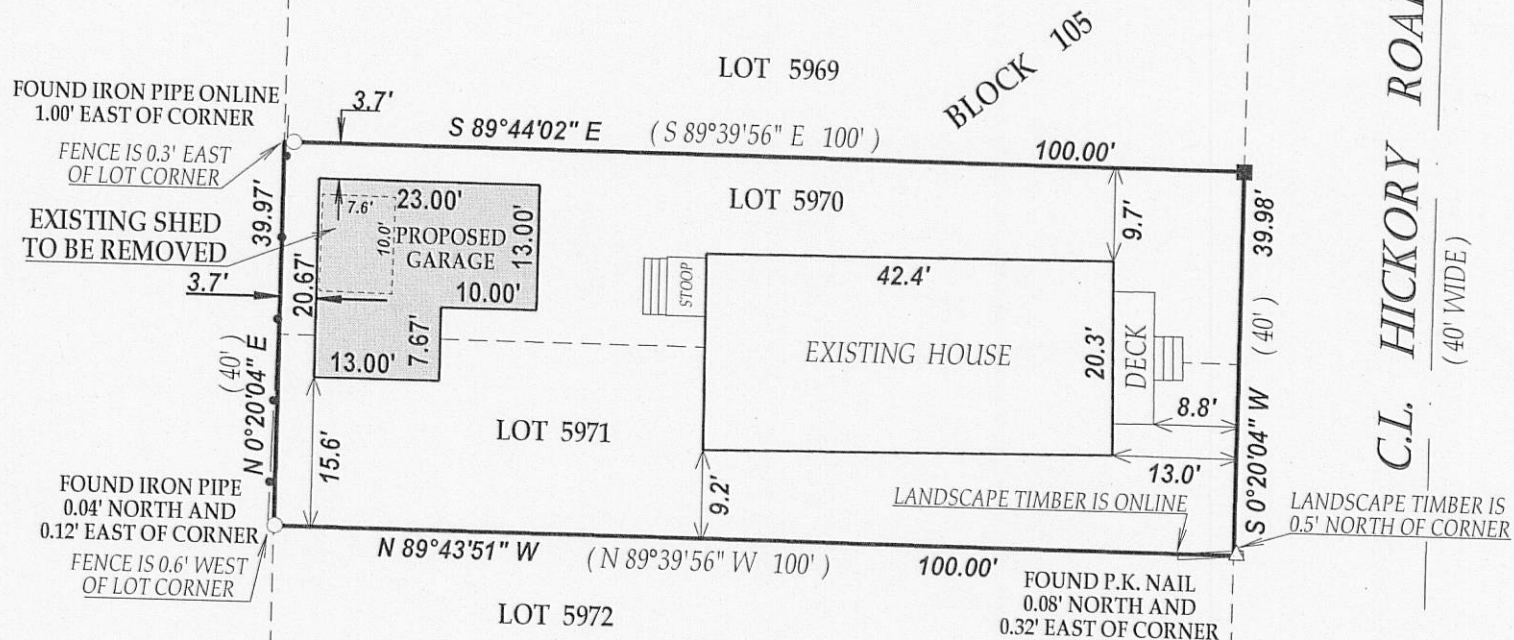 BLOCK 105
LOT 5969
FOUND IRON PIPE ONLINE
1.00' EAST OF CORNER
FENCE IS 0.3' EAST
OF LOT CORNER
3.7'
S 89°44'02" E
( S 89°39'56" E 100' )
100.00'
EXISTING SHED
TO BE REMOVED
39.97'
3.7'
20.67'
7.6'
10.0'
23.00'
PROPOSED
GARAGE
13.00'
10.00'
7.67'
13.00'
LOT 5970
9.7'
39.98'
STOOP
42.4'
EXISTING HOUSE
20.3'
DECK
8.8'
13.0'
(40')
S 0°20'04" W
C.L. HICKORY
(40' WIDE)
(40')
N 0°20'04" E
15.6'
LOT 5971
9.2'
LANDSCAPE TIMBER IS ONLINE
LANDSCAPE TIMBER IS
0.5' NORTH OF CORNER
FOUND IRON PIPE
0.04' NORTH AND
0.12' EAST OF CORNER
FENCE IS 0.6' WEST
OF LOT CORNER
N 89°43'51" W
( N 89°39'56" W 100' )
100.00'
FOUND P.K. NAIL
0.08' NORTH AND
0.32' EAST OF CORNER
LOT 5972